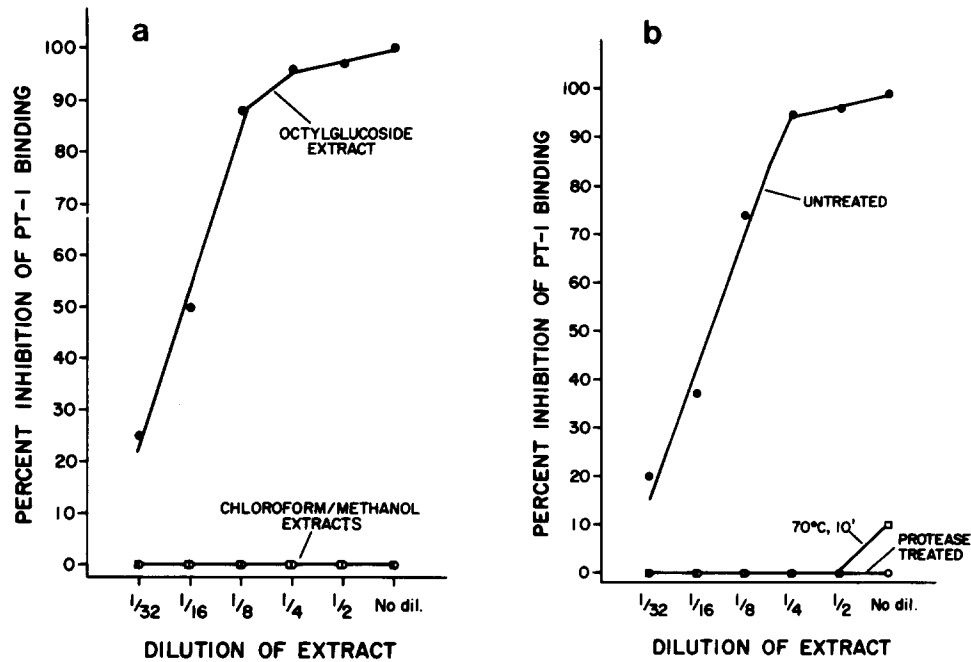 a
PERCENT INHIBITION OF PT-I BINDING
100
90
80
70
60
50
40
30
20
10
0
OCTYLGLUCOSIDE
EXTRACT
CHLOROFORM/METHANOL
EXTRACTS
1/32 1/16 1/8 1/4 1/2 No dil.
DILUTION OF EXTRACT
b
PERCENT INHIBITION OF PT-I BINDING
100
90
80
70
60
50
40
30
20
10
0
UNTREATED
70°C, 10'
PROTEASE
TREATED
1/32 1/16 1/8 1/4 1/2 No dil.
DILUTION OF EXTRACT